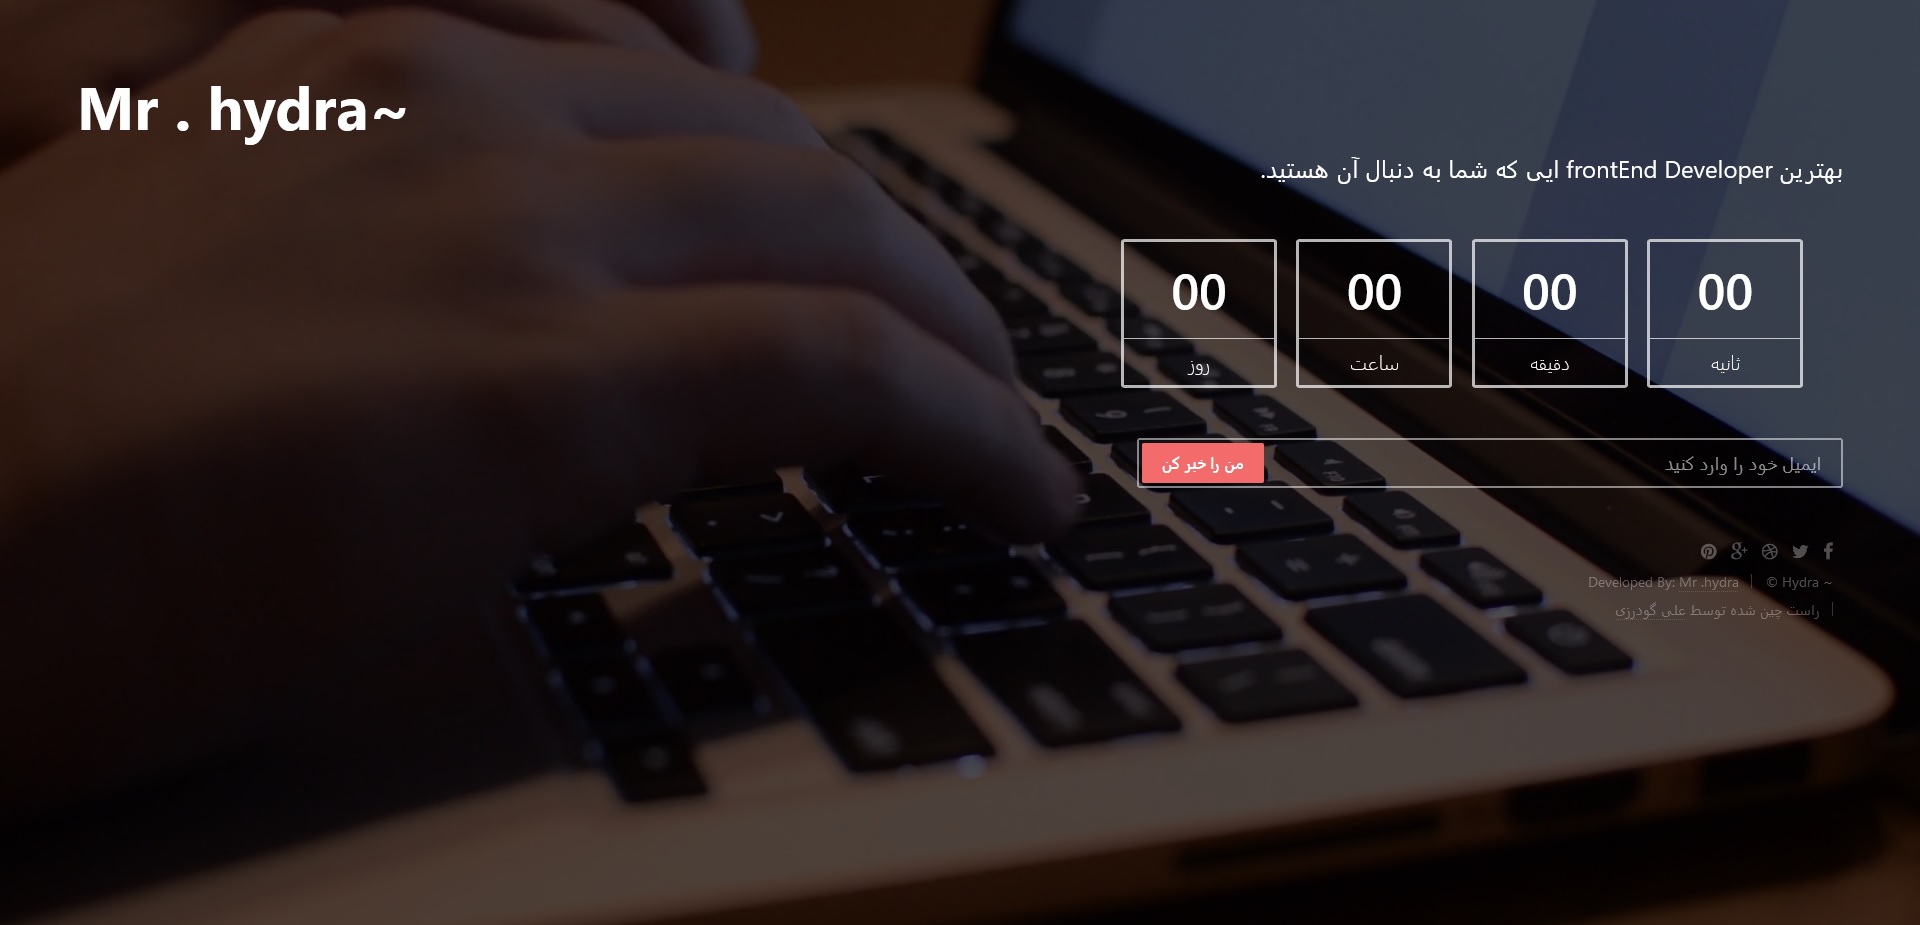 Mr . hydra~
بهترین frontEnd Developer ایی که شما به دنبال آن هستید.
00
روز
00
ساعت
00
دقیقه
00
ثانیه
ایمیل خود را وارد کنید
من را خبر کن
© Hydra ~ | Developed By: Mr .hydra
| راست چین شده توسط علی گودرزی